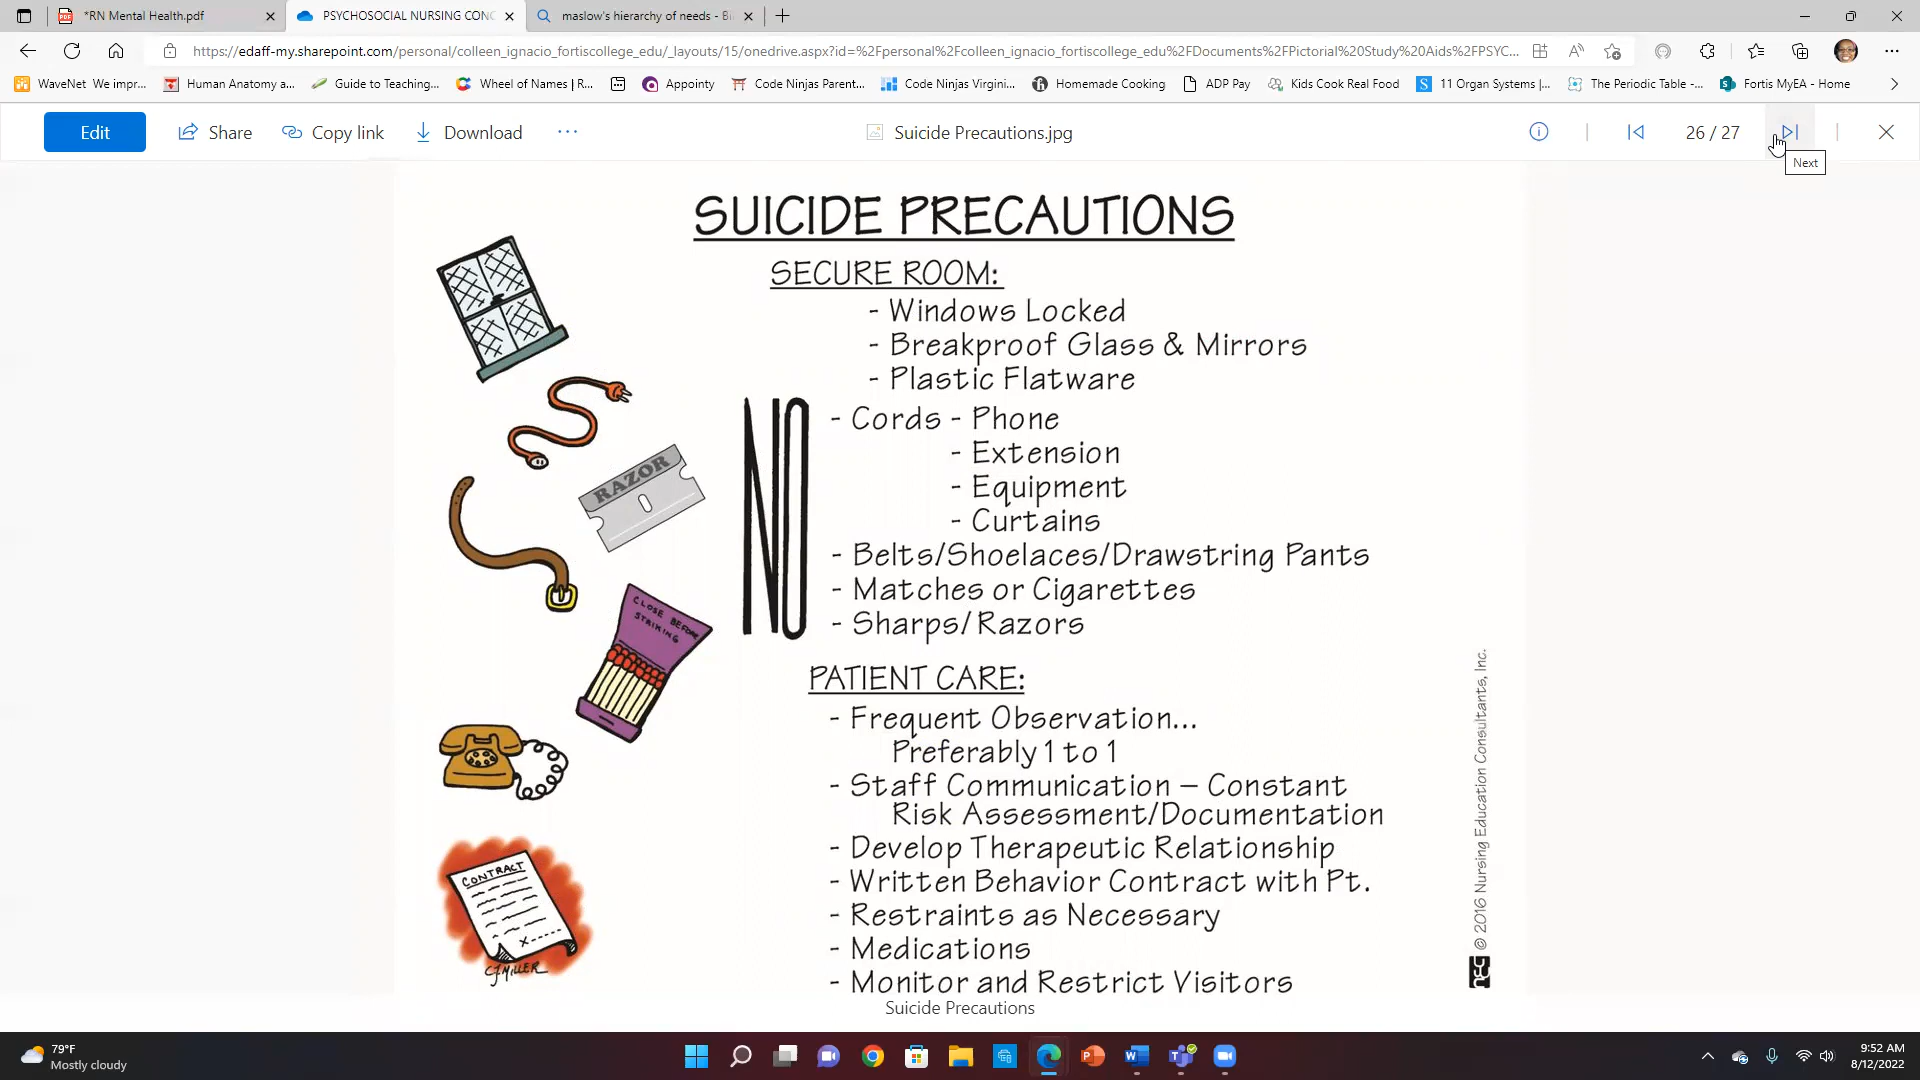 *RN Mental Health.pdf
PSYCHOSOCIAL NURSING CONC
maslow's hierarchy of needs - Bi
https://edaff-my.sharepoint.com/personal/colleen_ignacio_fortiscollege_edu/_layouts/15/onedrive.aspx?id=%2Fpersonal%2Fcolleen_ignacio_fortiscollege_edu%2FDocuments%2FPictorial%20Study%20Aids%2FPSYC...
WaveNet We impr...
Human Anatomy a...
Guide to Teaching...
Wheel of Names | R...
Appointy
Code Ninjas Parent...
Code Ninjas Virgini...
Homemade Cooking
ADP Pay
Kids Cook Real Food
11 Organ Systems |...
The Periodic Table -...
Fortis MyEA - Home
Edit
Share
Copy link
Download
Suicide Precautions.jpg
26 / 27
Next
SUICIDE PRECAUTIONS
SECURE ROOM:
- Windows Locked
- Breakproof Glass & Mirrors
- Plastic Flatware
NO
- Cords - Phone
- Extension
- Equipment
- Curtains
- Belts/Shoelaces/Drawstring Pants
- Matches or Cigarettes
- Sharps/Razors
RAZOR
CLOSE BEFORE
STRIKING
PATIENT CARE:
- Frequent Observation...
Preferably 1 to 1
- Staff Communication – Constant
Risk Assessment/Documentation
- Develop Therapeutic Relationship
- Written Behavior Contract with Pt.
- Restraints as Necessary
- Medications
- Monitor and Restrict Visitors
CONTRACT
X
CJMILLER
© 2016 Nursing Education Consultants, Inc.
Suicide Precautions
79°F
Mostly cloudy
9:52 AM
8/12/2022